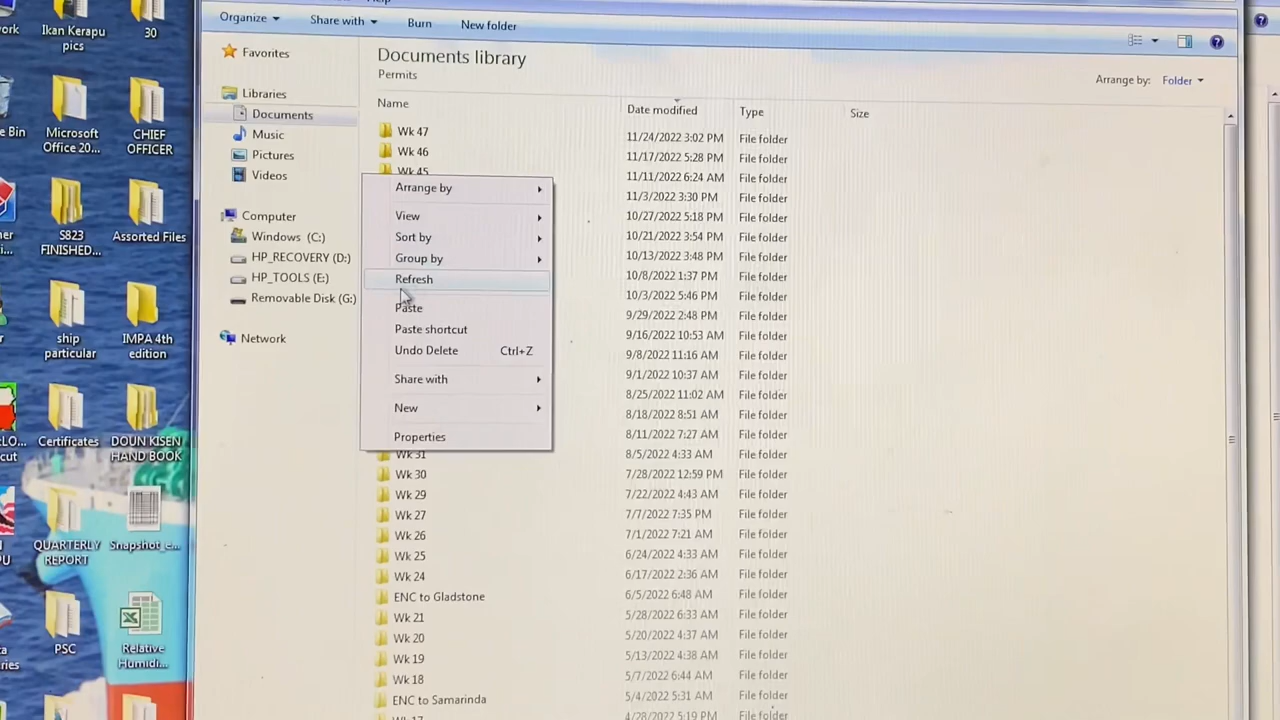 Organize
Share with
Burn
New folder
Favorites
Libraries
Documents
Music
Pictures
Videos
Computer
Windows (C:)
HP_RECOVERY (D:)
HP_TOOLS (E:)
Removable Disk (G:)
Network
Documents library
Permits
Arrange by: Folder
Name Date modified Type Size
Wk 47 11/24/2022 3:02 PM File folder
Wk 46 11/17/2022 5:28 PM File folder
Wk 45 11/11/2022 6:24 AM File folder
11/3/2022 3:30 PM File folder
10/27/2022 5:18 PM File folder
10/21/2022 3:54 PM File folder
10/13/2022 3:48 PM File folder
10/8/2022 1:37 PM File folder
10/3/2022 5:46 PM File folder
9/29/2022 2:48 PM File folder
9/16/2022 10:53 AM File folder
9/8/2022 11:16 AM File folder
9/1/2022 10:37 AM File folder
8/25/2022 11:02 AM File folder
8/18/2022 8:51 AM File folder
8/11/2022 7:27 AM File folder
Wk 31 8/5/2022 4:33 AM File folder
Wk 30 7/28/2022 12:59 PM File folder
Wk 29 7/22/2022 4:43 AM File folder
Wk 27 7/7/2022 7:35 PM File folder
Wk 26 7/1/2022 7:21 AM File folder
Wk 25 6/24/2022 4:33 AM File folder
Wk 24 6/17/2022 2:36 AM File folder
ENC to Gladstone 6/5/2022 6:48 AM File folder
Wk 21 5/28/2022 6:33 AM File folder
Wk 20 5/20/2022 4:37 AM File folder
Wk 19 5/13/2022 4:38 AM File folder
Wk 18 5/7/2022 6:44 AM File folder
ENC to Samarinda 5/4/2022 5:31 AM File folder
Wk 17 4/28/2022 5:19 PM File folder
Arrange by
View
Sort by
Group by
Refresh
Paste
Paste shortcut
Undo Delete Ctrl+Z
Share with
New
Properties
Ikan Kerapu
pics
30
Bin
Microsoft
Office 20...
CHIEF
OFFICER
S823
FINISHED...
Assorted Files
ship
particular
IMPA 4th
edition
Certificates
DOUN KISEN
HAND BOOK
QUARTERLY
REPORT
Snapshot_c...
PSC
Relative
Humidi...